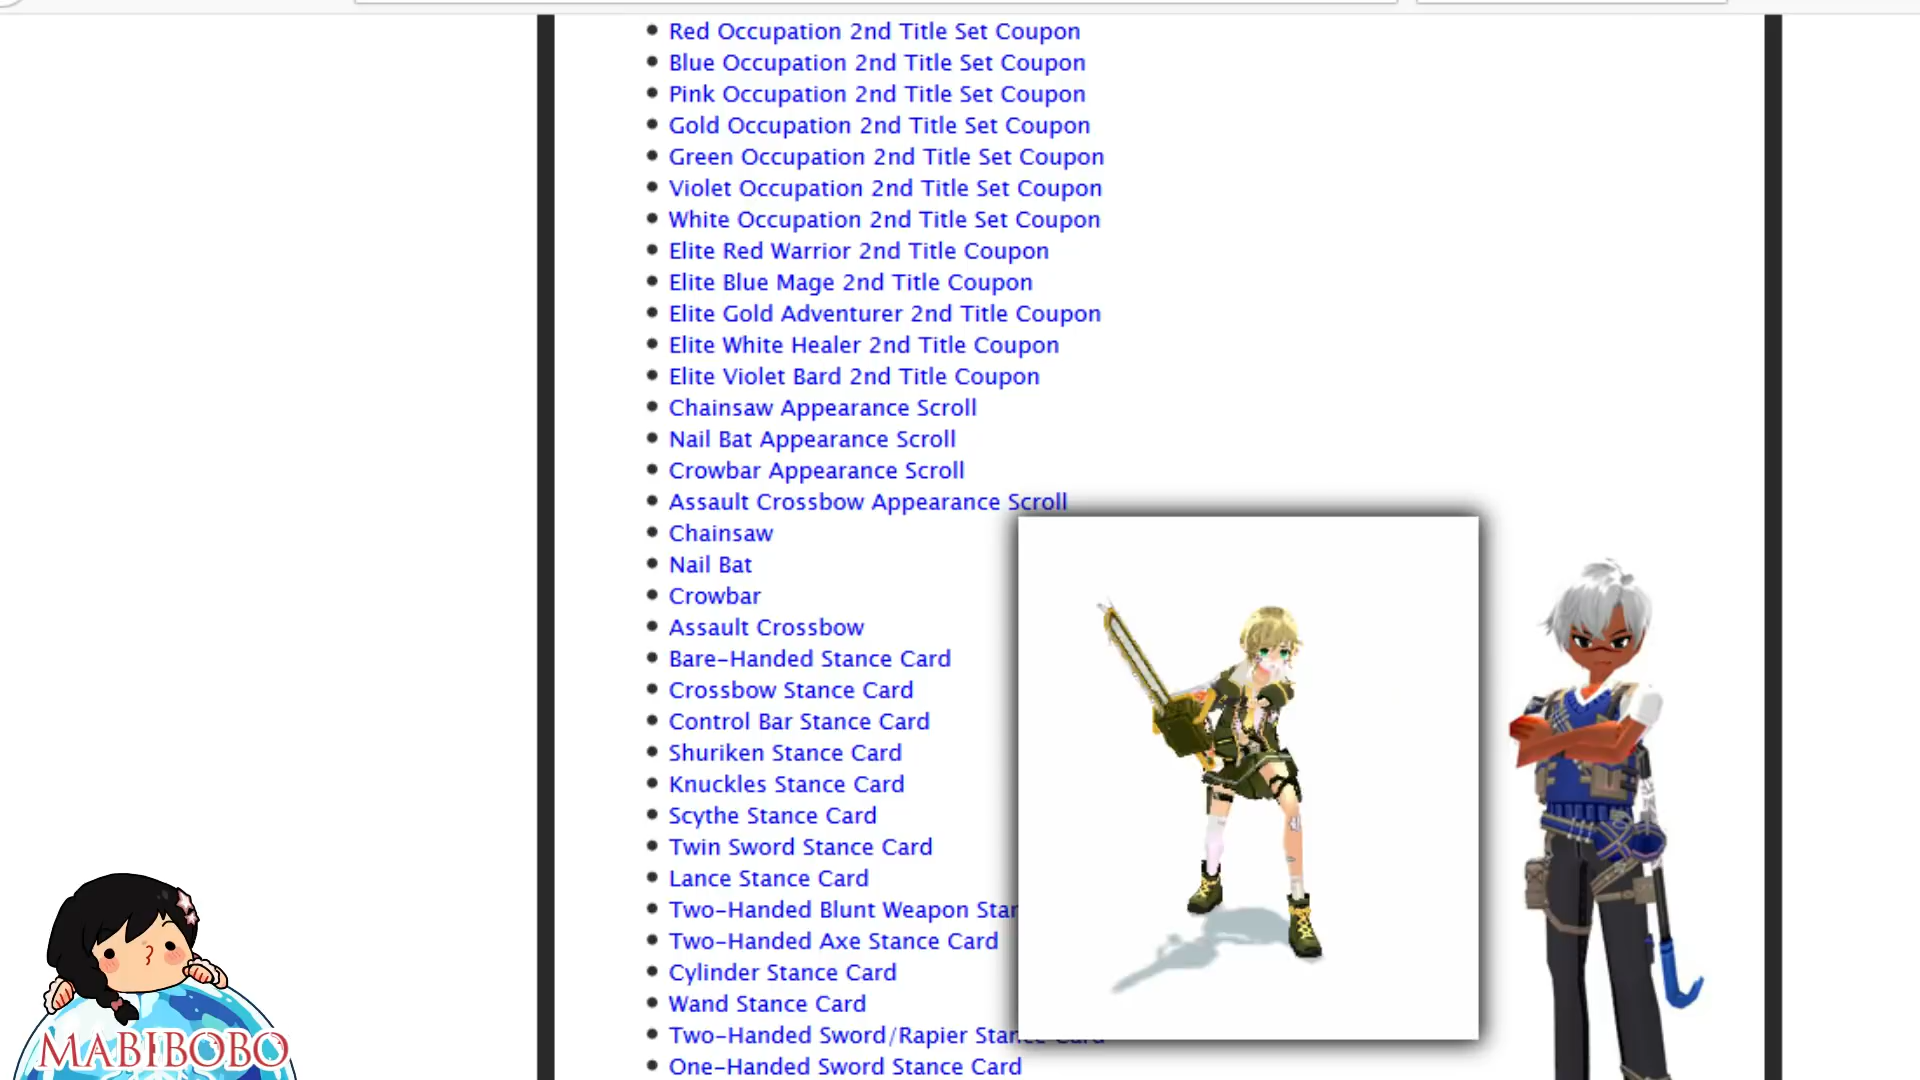 Red Occupation 2nd Title Set Coupon
Blue Occupation 2nd Title Set Coupon
Pink Occupation 2nd Title Set Coupon
Gold Occupation 2nd Title Set Coupon
Green Occupation 2nd Title Set Coupon
Violet Occupation 2nd Title Set Coupon
White Occupation 2nd Title Set Coupon
Elite Red Warrior 2nd Title Coupon
Elite Blue Mage 2nd Title Coupon
Elite Gold Adventurer 2nd Title Coupon
Elite White Healer 2nd Title Coupon
Elite Violet Bard 2nd Title Coupon
Chainsaw Appearance Scroll
Nail Bat Appearance Scroll
Crowbar Appearance Scroll
Assault Crossbow Appearance Scroll
Chainsaw
Nail Bat
Crowbar
Assault Crossbow
Bare-Handed Stance Card
Crossbow Stance Card
Control Bar Stance Card
Shuriken Stance Card
Knuckles Stance Card
Scythe Stance Card
Twin Sword Stance Card
Lance Stance Card
Two-Handed Blunt Weapon
Two-Handed Axe Stance Card
Cylinder Stance Card
Wand Stance Card
Two-Handed Sword/Rapier Stance Card
One-Handed Sword Stance Card
MABIBOBO